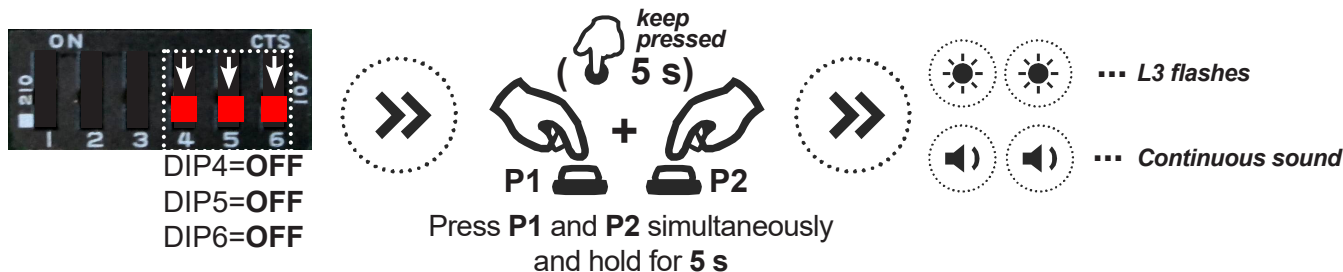 ON CTS
210
107
1 2 3 4 5 6
DIP4=OFF
DIP5=OFF
DIP6=OFF
keep
pressed
( 5 s)
+
P1 P2
Press P1 and P2 simultaneously
and hold for 5 s
... L3 flashes
... Continuous sound